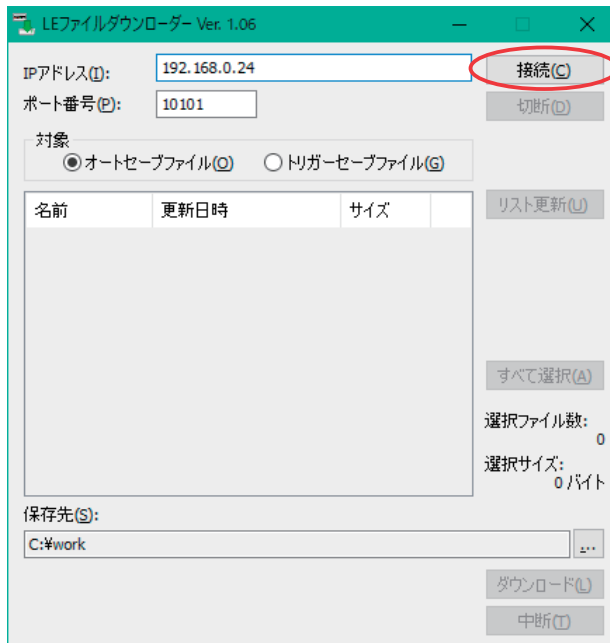 LEファイルダウンローダー Ver. 1.06
IPアドレス(I): 192.168.0.24 接続(C)
ポート番号(P): 10101 切断(D)
対象
オートセーブファイル(O) トリガーセーブファイル(G)
名前 更新日時 サイズ リスト更新(U)
すべて選択(A)
選択ファイル数:
0
選択サイズ:
0 バイト
保存先(S):
C:¥work ...
ダウンロード(L)
中断(T)